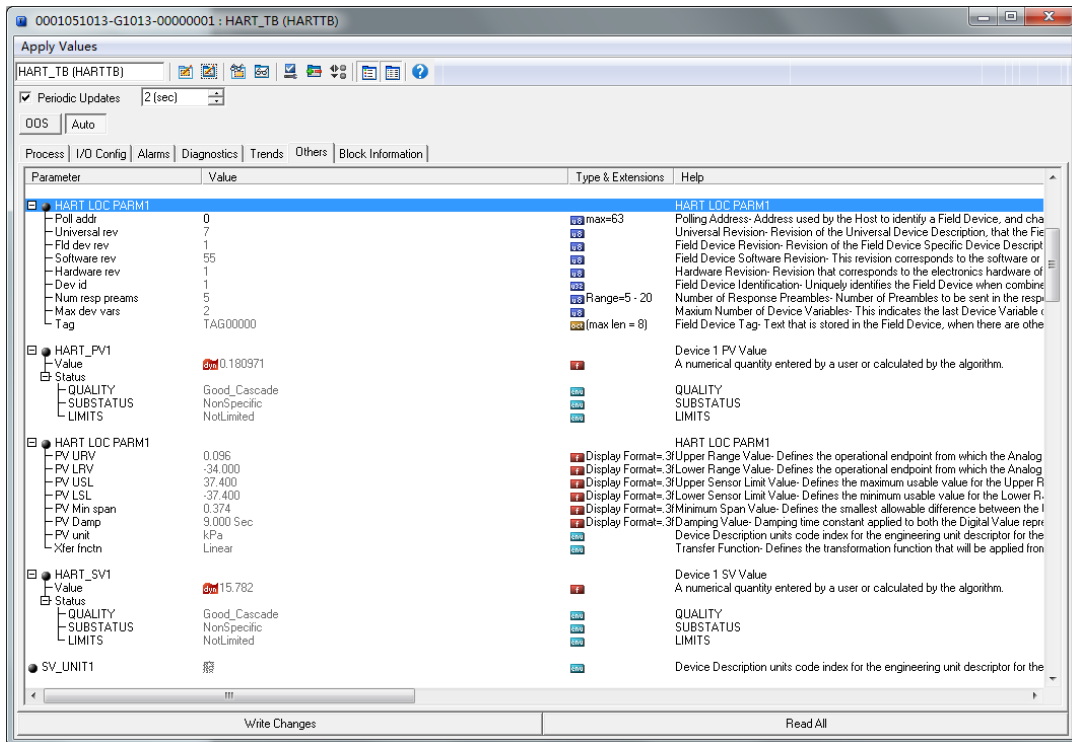 0001051013-G1013-00000001 : HART_TB (HARTTB)
Apply Values
HART_TB (HARTTB)
Periodic Updates 2 (sec)
OOS Auto
Process I/O Config Alarms Diagnostics Trends Others Block Information
Parameter Value Type & Extensions Help
HART LOC PARM1 HART LOC PARM1
Poll addr 0 u8 max=63 Polling Address- Address used by the Host to identify a Field Device, and cha
Universal rev 7 u8 Universal Revision- Revision of the Universal Device Description, that the Fie
Fld dev rev 1 u8 Field Device Revision- Revision of the Field Device Specific Device Descript
Software rev 55 u8 Field Device Software Revision- This revision corresponds to the software or
Hardware rev 1 u8 Hardware Revision- Revision that corresponds to the electronics hardware of
Dev id 1 u32 Field Device Identification- Uniquely identifies the Field Device when combine
Num resp preams 5 u8 Range=5 - 20 Number of Response Preambles- Number of Preambles to be sent in the resp
Max dev vars 2 u8 Maxium Number of Device Variables- This indicates the last Device Variable
Tag TAG00000 oct (max len = 8) Field Device Tag- Text that is stored in the Field Device, when there are othe
HART_PV1 Device 1 PV Value
Value dyn 0.180971 f A numerical quantity entered by a user or calculated by the algorithm.
Status
QUALITY Good_Cascade enu QUALITY
SUBSTATUS NonSpecific enu SUBSTATUS
LIMITS NotLimited enu LIMITS
HART LOC PARM1 HART LOC PARM1
PV URV 0.096 f Display Format=.3f Upper Range Value- Defines the operational endpoint from which the Analog
PV LRV -34.000 f Display Format=.3f Lower Range Value- Defines the operational endpoint from which the Analog
PV USL 37.400 f Display Format=.3f Upper Sensor Limit Value- Defines the maximum usable value for the Upper R
PV LSL -37.400 f Display Format=.3f Lower Sensor Limit Value- Defines the minimum usable value for the Lower R
PV Min span 0.374 f Display Format=.3f Minimum Span Value- Defines the smallest allowable difference between the
PV Damp 9.000 Sec f Display Format=.3f Damping Value- Damping time constant applied to both the Digital Value repre
PV unit kPa enu Device Description units code index for the engineering unit descriptor for the
Xfer fnctn Linear enu Transfer Function- Defines the transformation function that will be applied fron
HART_SV1 Device 1 SV Value
Value dyn 15.782 f A numerical quantity entered by a user or calculated by the algorithm.
Status
QUALITY Good_Cascade enu QUALITY
SUBSTATUS NonSpecific enu SUBSTATUS
LIMITS NotLimited enu LIMITS
SV_UNIT1 enu Device Description units code index for the engineering unit descriptor for the
Write Changes Read All